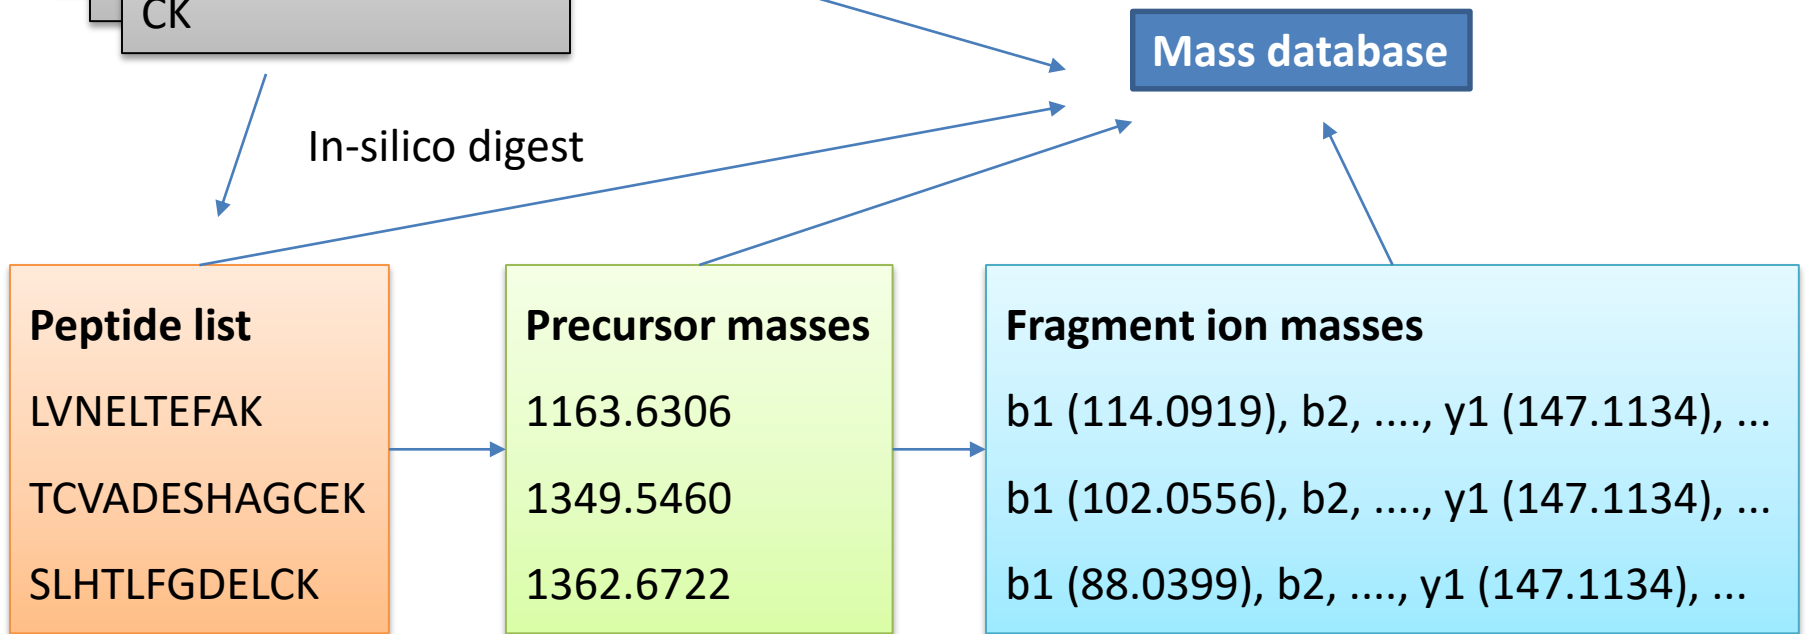 CK
Mass database
In-silico digest
Peptide list
LVNELTEFAK
TCVADESHAGCEK
SLHTLFGDELCK
Precursor masses
1163.6306
1349.5460
1362.6722
Fragment ion masses
b1 (114.0919), b2, ...., y1 (147.1134), ...
b1 (102.0556), b2, ...., y1 (147.1134), ...
b1 (88.0399), b2, ...., y1 (147.1134), ...